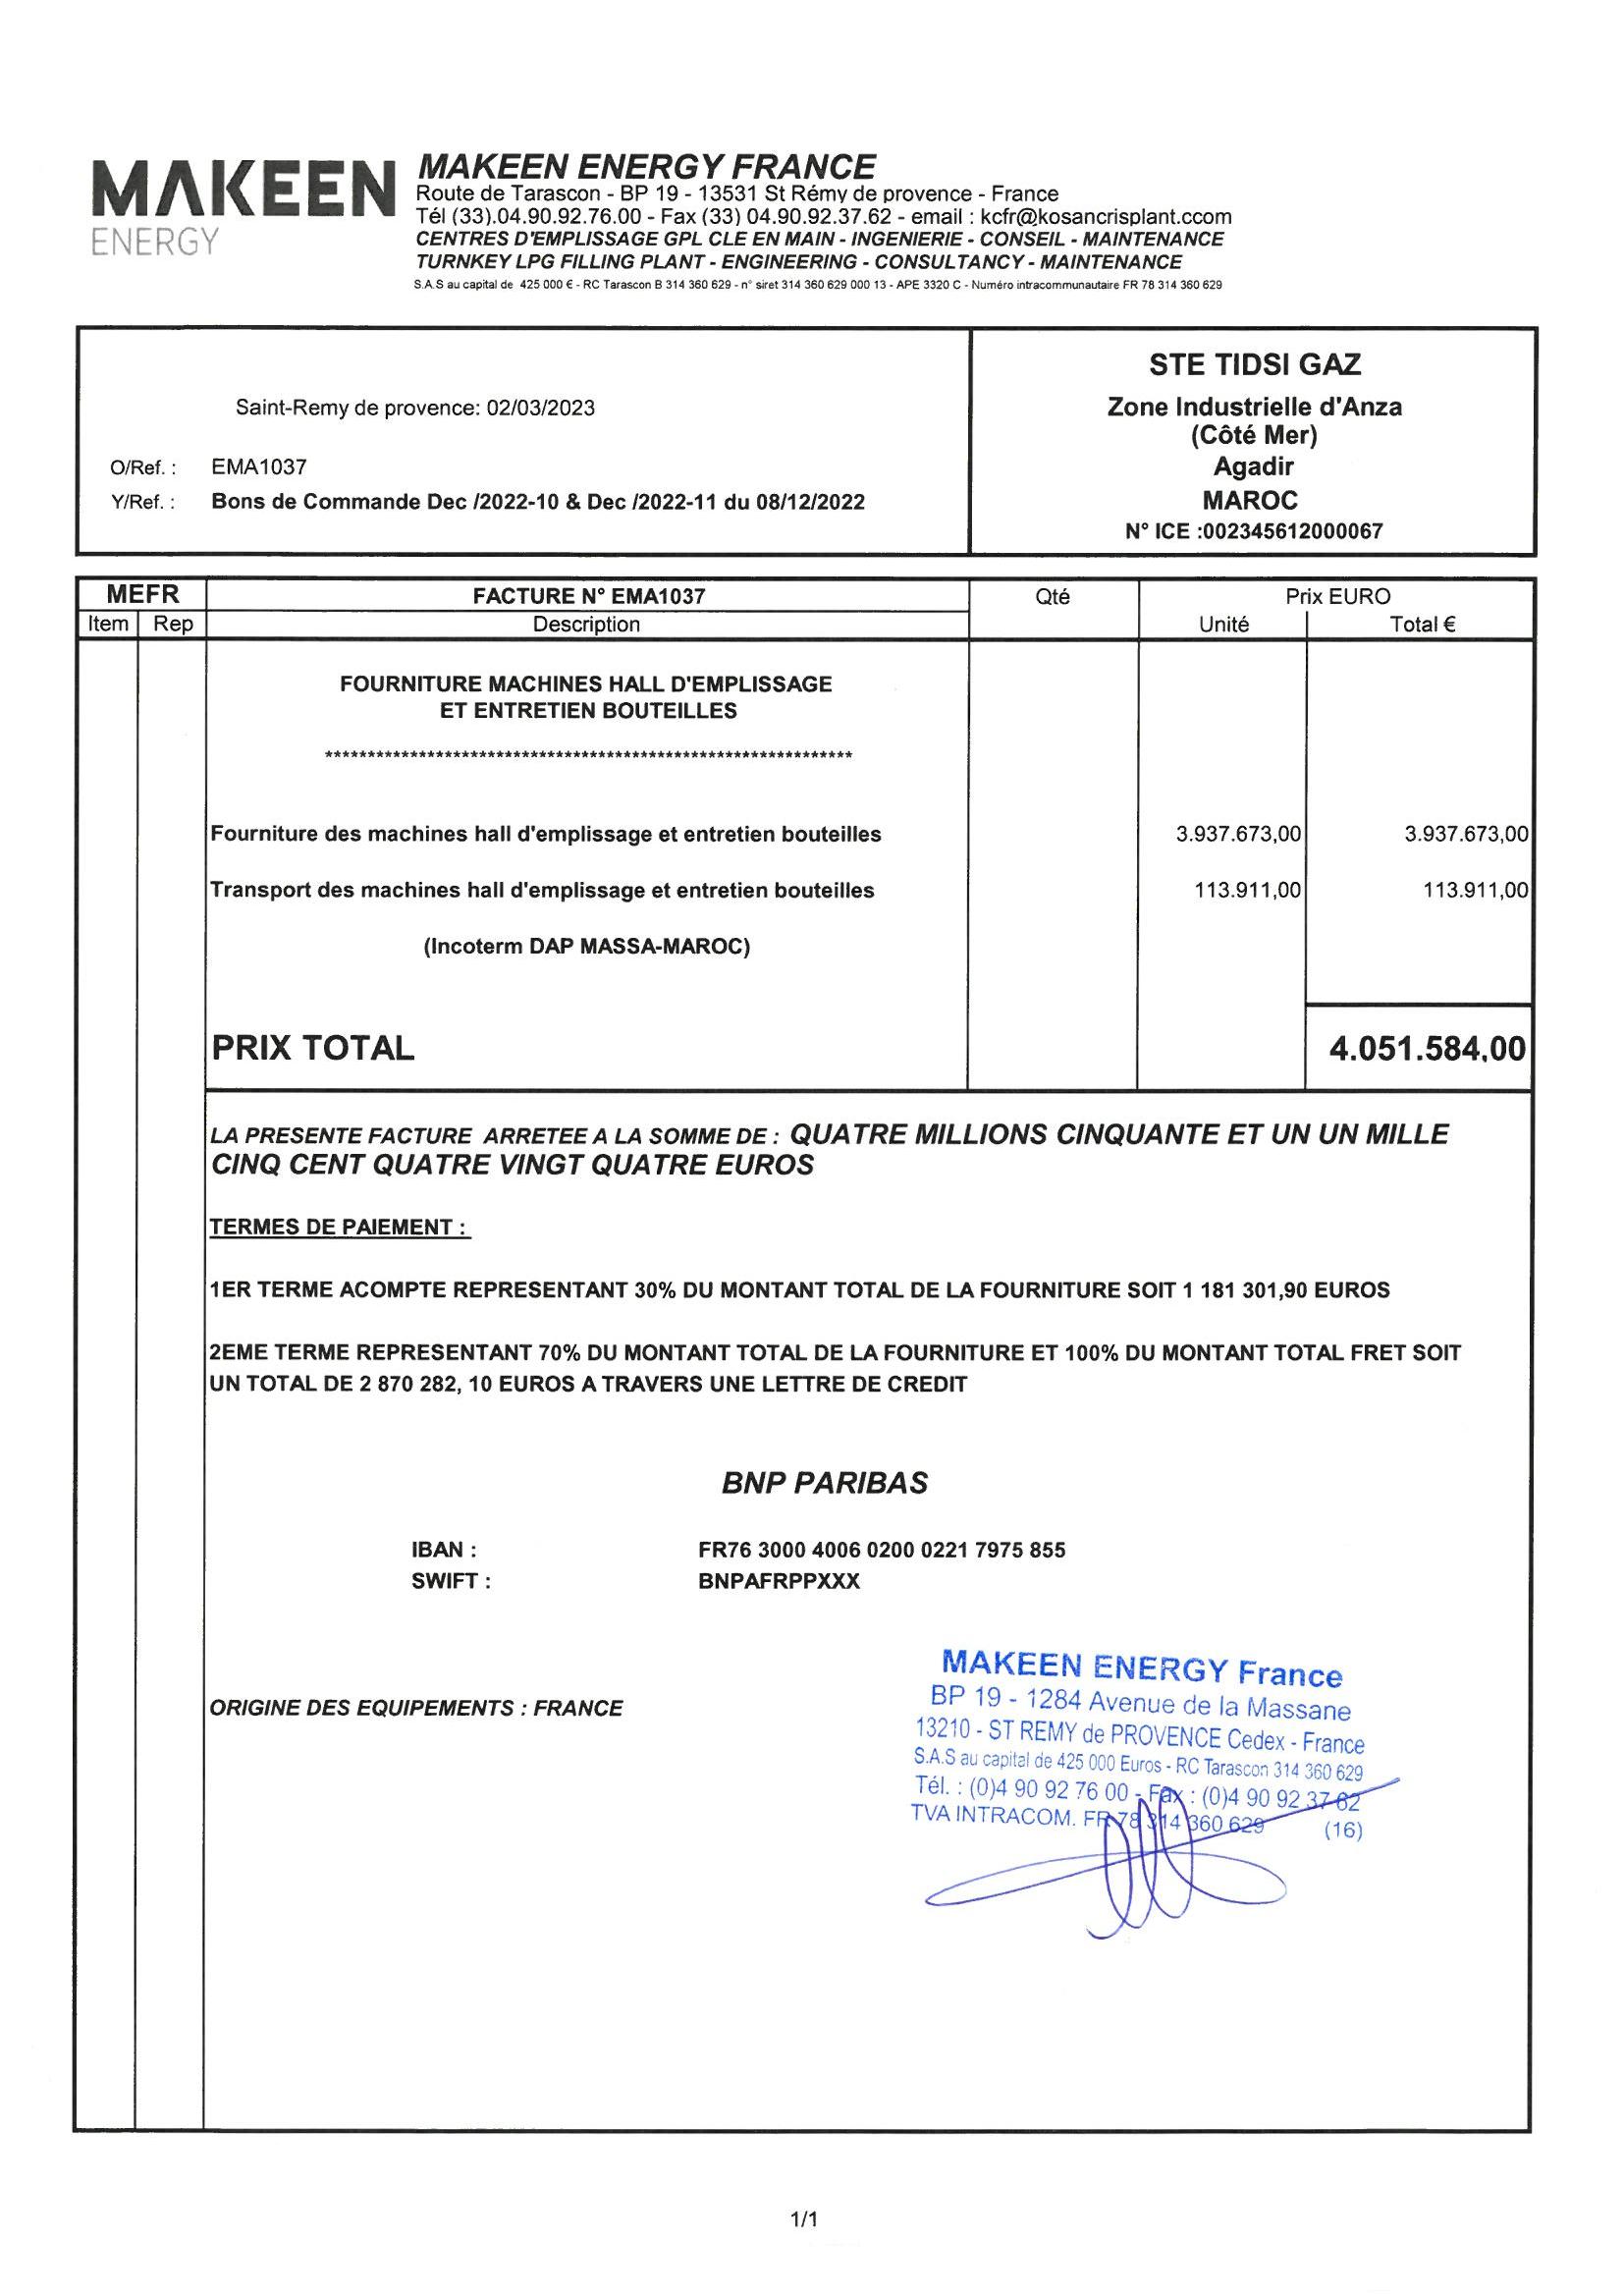 MAKEEN
ENERGY
MAKEEN ENERGY FRANCE
Route de Tarascon - BP 19 - 13531 St Rémy de provence - France
Tél (33).04.90.92.76.00 - Fax (33) 04.90.92.37.62 - email : kcfr@kosancrisplant.ccom
CENTRES D'EMPLISSAGE GPL CLE EN MAIN - INGENIERIE - CONSEIL - MAINTENANCE
TURNKEY LPG FILLING PLANT - ENGINEERING - CONSULTANCY - MAINTENANCE
S.A.S au capital de 425 000 € - RC Tarascon B 314 360 629 - n° siret 314 360 629 000 13 - APE 3320 C - Numéro intracommunautaire FR 78 314 360 629
Saint-Remy de provence: 02/03/2023
O/Ref. : EMA1037
Y/Ref. : Bons de Commande Dec /2022-10 & Dec /2022-11 du 08/12/2022
STE TIDSI GAZ
Zone Industrielle d'Anza
(Côté Mer)
Agadir
MAROC
N° ICE :002345612000067
MEFR FACTURE N° EMA1037 Qté Prix EURO
Item Rep Description Unité Total €
FOURNITURE MACHINES HALL D'EMPLISSAGE
ET ENTRETIEN BOUTEILLES
**************************************************************
Fourniture des machines hall d'emplissage et entretien bouteilles 3.937.673,00 3.937.673,00
Transport des machines hall d'emplissage et entretien bouteilles 113.911,00 113.911,00
(Incoterm DAP MASSA-MAROC)
PRIX TOTAL 4.051.584,00
LA PRESENTE FACTURE ARRETEE A LA SOMME DE : QUATRE MILLIONS CINQUANTE ET UN UN MILLE
CINQ CENT QUATRE VINGT QUATRE EUROS
TERMES DE PAIEMENT :
1ER TERME ACOMPTE REPRESENTANT 30% DU MONTANT TOTAL DE LA FOURNITURE SOIT 1 181 301,90 EUROS
2EME TERME REPRESENTANT 70% DU MONTANT TOTAL DE LA FOURNITURE ET 100% DU MONTANT TOTAL FRET SOIT
UN TOTAL DE 2 870 282, 10 EUROS A TRAVERS UNE LETTRE DE CREDIT
BNP PARIBAS
IBAN : FR76 3000 4006 0200 0221 7975 855
SWIFT : BNPAFRPPXXX
ORIGINE DES EQUIPEMENTS : FRANCE
MAKEEN ENERGY France
BP 19 - 1284 Avenue de la Massane
13210 - ST REMY de PROVENCE Cedex - France
S.A.S au capital de 425 000 Euros - RC Tarascon 314 360 629
Tél. : (0)4 90 92 76 00 - Fax : (0)4 90 92 37 62
TVA INTRACOM. FR 78 314 360 629 (16)
1/1